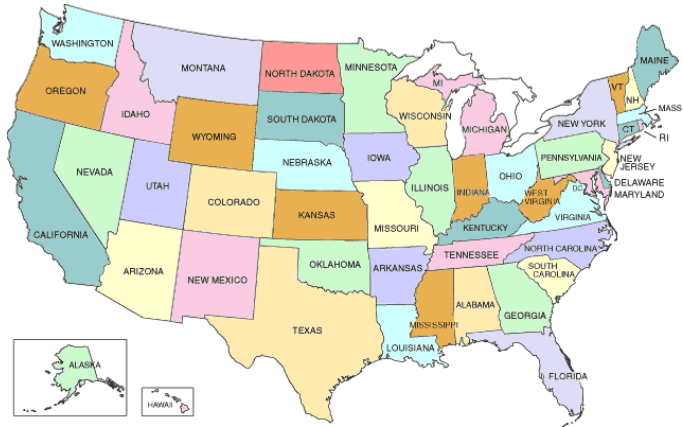 WASHINGTON
MONTANA
NORTH DAKOTA
MINNESOTA
MI
VT
MAINE
OREGON
IDAHO
NH
MASS
WISCONSIN
SOUTH DAKOTA
MICHIGAN
NEW YORK
CT
RI
WYOMING
NEBRASKA
IOWA
PENNSYLVANIA
NEW
JERSEY
NEVADA
UTAH
COLORADO
ILLINOIS
INDIANA
OHIO
WEST
VIRGINIA
DC
DELAWARE
MARYLAND
KANSAS
MISSOURI
KENTUCKY
VIRGINIA
CALIFORNIA
ARIZONA
NEW MEXICO
OKLAHOMA
ARKANSAS
TENNESSEE
NORTH CAROLINA
SOUTH
CAROLINA
TEXAS
MISSISSIPPI
ALABAMA
GEORGIA
LOUISIANA
FLORIDA
ALASKA
HAWAII